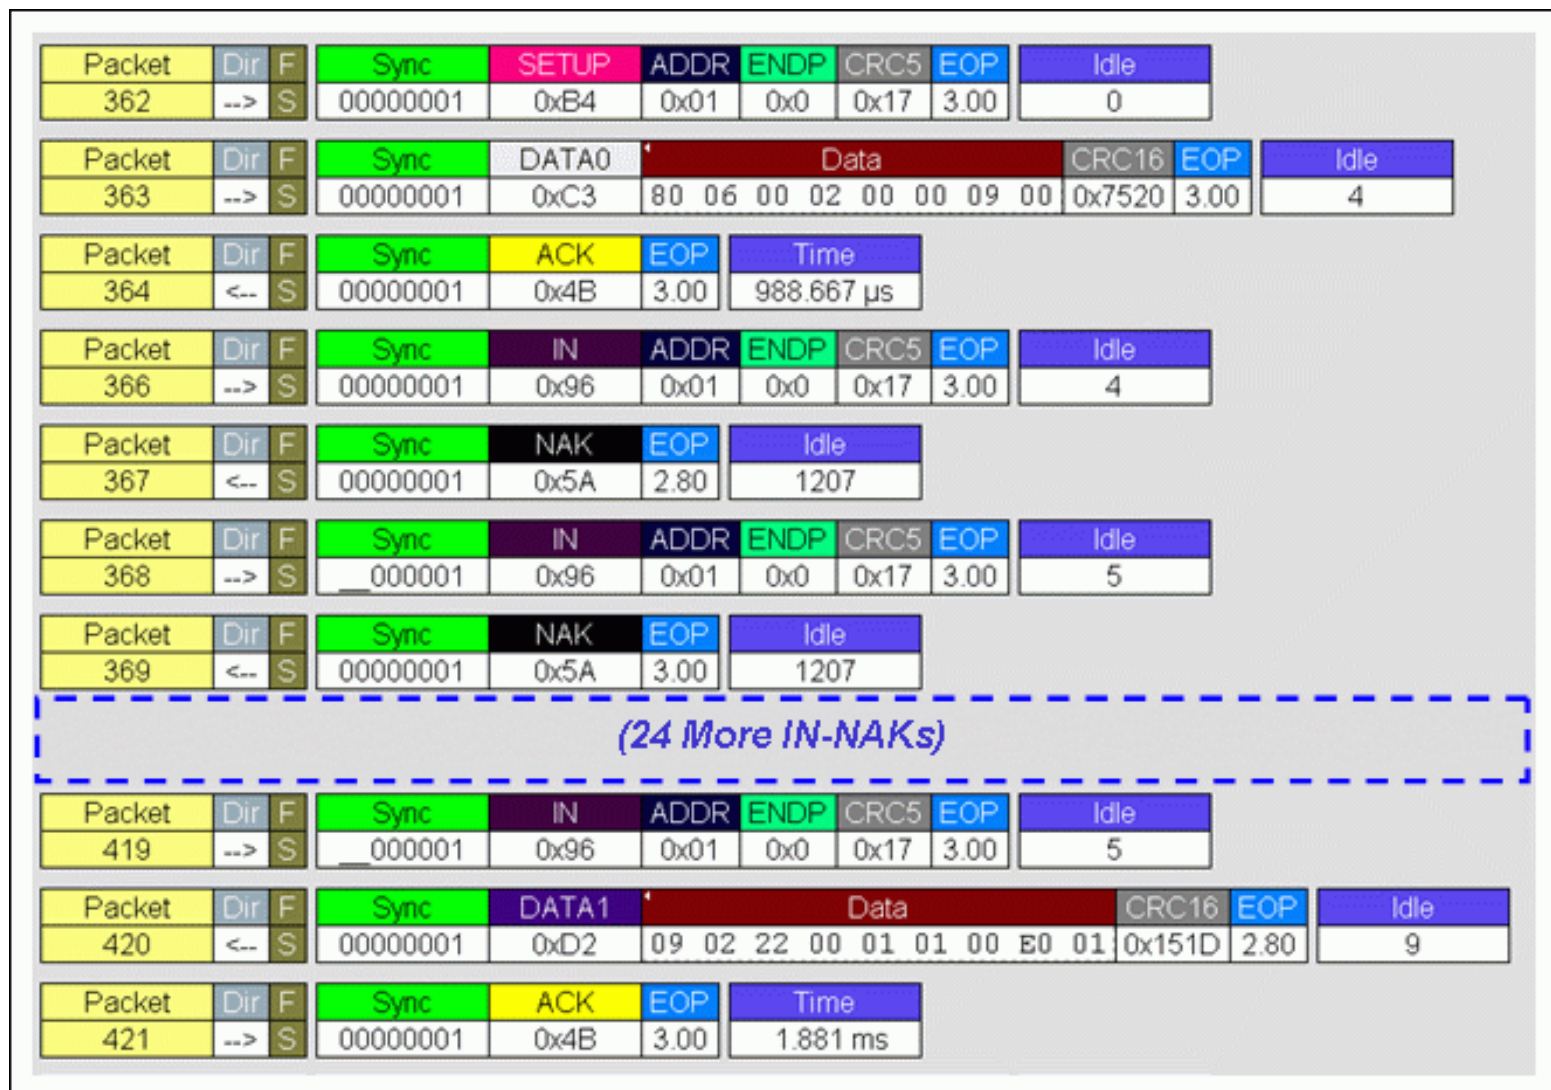 Packet Dir F Sync SETUP ADDR ENDP CRC5 EOP Idle
362 --> S 00000001 0xB4 0x01 0x0 0x17 3.00 0
Packet Dir F Sync DATA0 Data CRC16 EOP Idle
363 --> S 00000001 0xC3 80 06 00 02 00 00 09 00 0x7520 3.00 4
Packet Dir F Sync ACK EOP Time
364 <-- S 00000001 0x4B 3.00 988.667 µs
Packet Dir F Sync IN ADDR ENDP CRC5 EOP Idle
366 --> S 00000001 0x96 0x01 0x0 0x17 3.00 4
Packet Dir F Sync NAK EOP Idle
367 <-- S 00000001 0x5A 2.80 1207
Packet Dir F Sync IN ADDR ENDP CRC5 EOP Idle
368 --> S __000001 0x96 0x01 0x0 0x17 3.00 5
Packet Dir F Sync NAK EOP Idle
369 <-- S 00000001 0x5A 3.00 1207
(24 More IN-NAKs)
Packet Dir F Sync IN ADDR ENDP CRC5 EOP Idle
419 --> S __000001 0x96 0x01 0x0 0x17 3.00 5
Packet Dir F Sync DATA1 Data CRC16 EOP Idle
420 <-- S 00000001 0xD2 09 02 22 00 01 01 00 E0 01 0x151D 2.80 9
Packet Dir F Sync ACK EOP Time
421 --> S 00000001 0x4B 3.00 1.881 ms